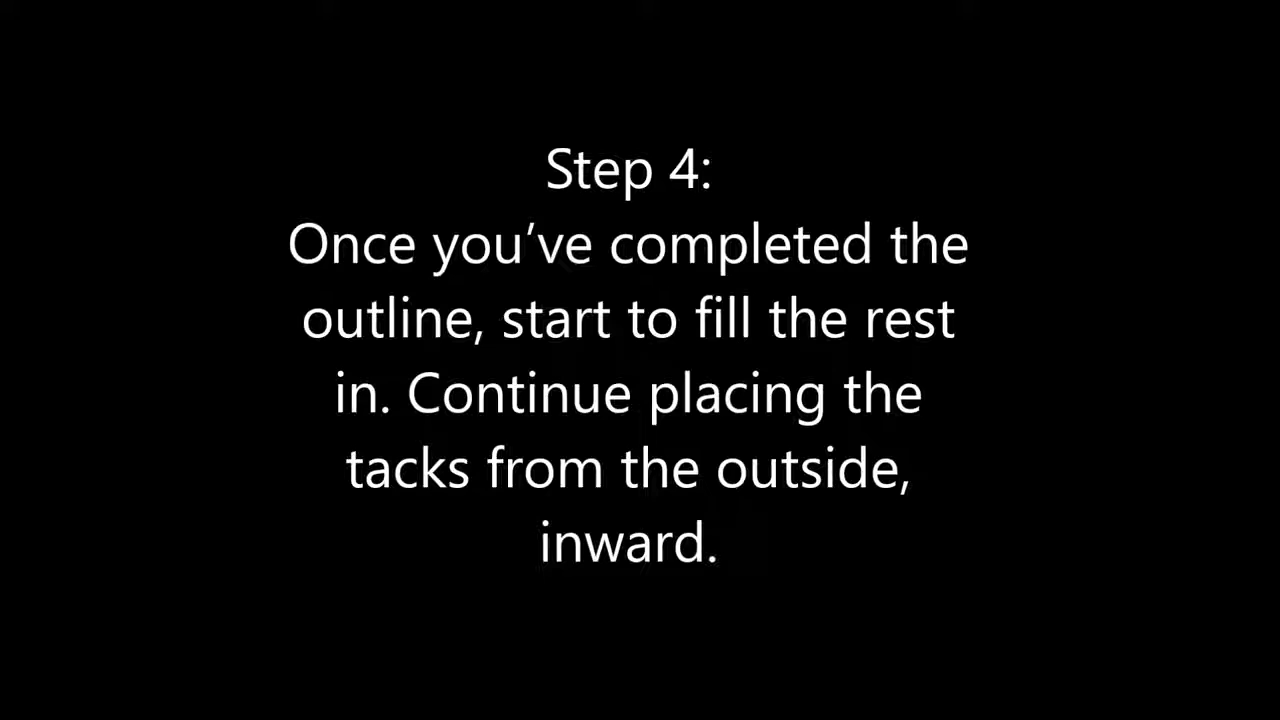 Step 4:
Once you’ve completed the
outline, start to fill the rest
in. Continue placing the
tacks from the outside,
inward.